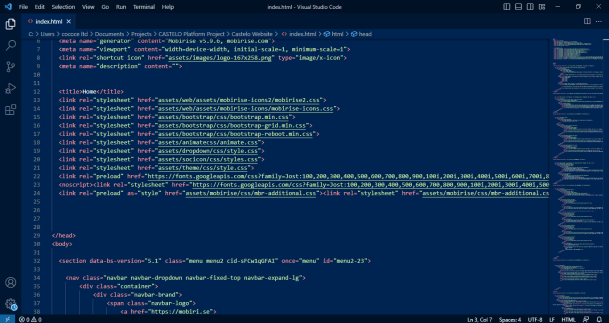 File Edit Selection View Go Run Terminal Help
index.html - Visual Studio Code
index.html
C: > Users > cocoe ltd > Documents > Projects > CASTELO Platform Project > Castelo Website > index.html > html > head
6 <meta name="generator" content="Mobirise v5.9.6, mobirise.com">
7 <meta name="viewport" content="width=device-width, initial-scale=1, minimum-scale=1">
8 <link rel="shortcut icon" href="assets/images/logo-167x258.png" type="image/x-icon">
9 <meta name="description" content="">
10
11
12 <title>Home</title>
13 <link rel="stylesheet" href="assets/web/assets/mobirise-icons2/mobirise2.css">
14 <link rel="stylesheet" href="assets/web/assets/mobirise-icons/mobirise-icons.css">
15 <link rel="stylesheet" href="assets/bootstrap/css/bootstrap.min.css">
16 <link rel="stylesheet" href="assets/bootstrap/css/bootstrap-grid.min.css">
17 <link rel="stylesheet" href="assets/bootstrap/css/bootstrap-reboot.min.css">
18 <link rel="stylesheet" href="assets/animatecss/animate.css">
19 <link rel="stylesheet" href="assets/dropdown/css/style.css">
20 <link rel="stylesheet" href="assets/socicon/css/styles.css">
21 <link rel="stylesheet" href="assets/theme/css/style.css">
22 <link rel="preload" href="https://fonts.googleapis.com/css?family=Jost:100,200,300,400,500,600,700,800,900,100i,200i,300i,400i,500i,600i,700i,8
23 <noscript><link rel="stylesheet" href="https://fonts.googleapis.com/css?family=Jost:100,200,300,400,500,600,700,800,900,100i,200i,300i,400i,500
24 <link rel="preload" as="style" href="assets/mobirise/css/mbr-additional.css"><link rel="stylesheet" href="assets/mobirise/css/mbr-additional.cs
25
26
27
28
29 </head>
30 <body>
31
32 <section data-bs-version="5.1" class="menu menu2 cid-sFCw1qGFAI" once="menu" id="menu2-23">
33
34 <nav class="navbar navbar-dropdown navbar-fixed-top navbar-expand-lg">
35 <div class="container">
36 <div class="navbar-brand">
37 <span class="navbar-logo">
38 <a href="https://mobiri.se">
0 0
Ln 3, Col 7 Spaces: 4 UTF-8 LF HTML